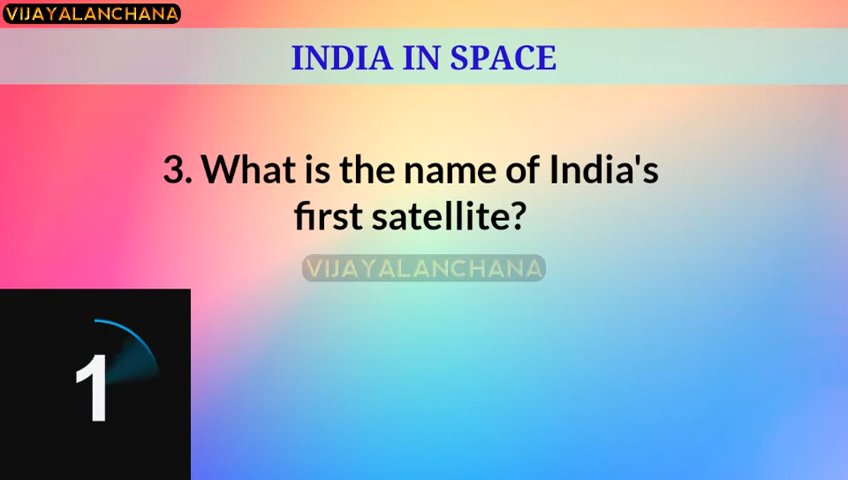 VIJAYALANCHANA
INDIA IN SPACE
3. What is the name of India's
first satellite?
VIJAYALANCHANA
1